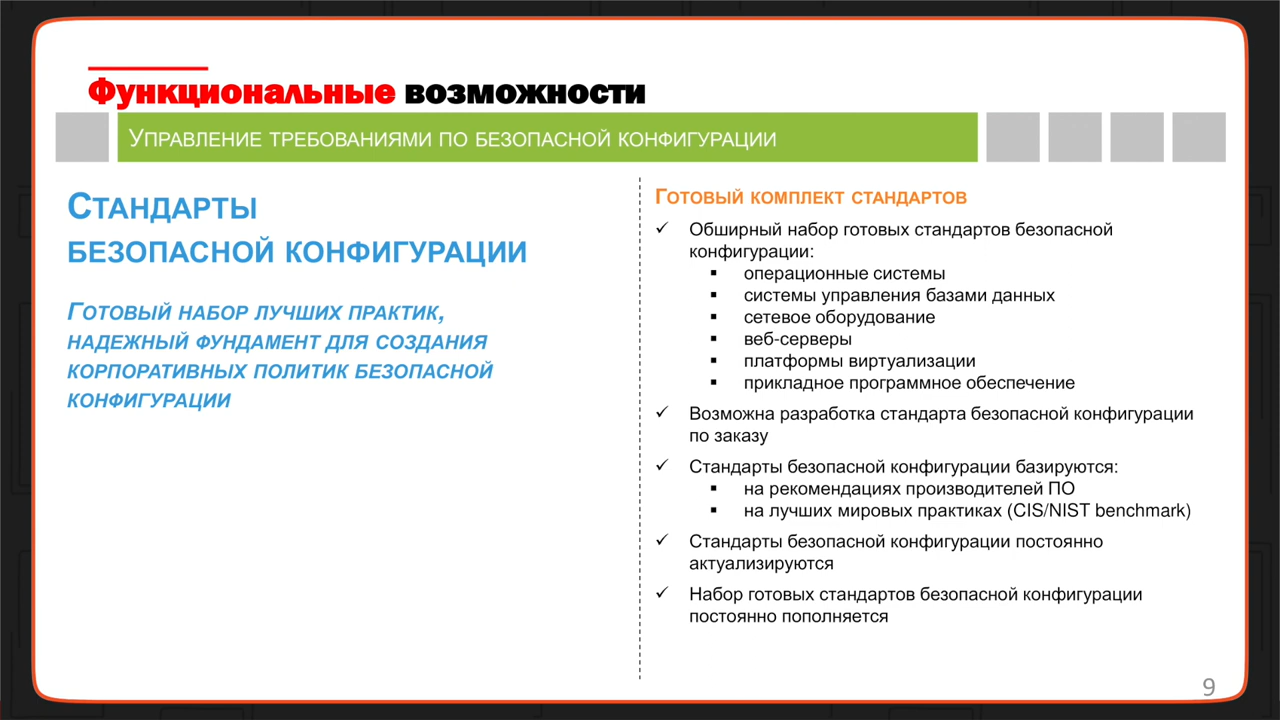 Функциональные возможности
Управление требованиями по безопасной конфигурации
Стандарты
безопасной конфигурации
Готовый набор лучших практик,
надежный фундамент для создания
корпоративных политик безопасной
конфигурации
Готовый комплект стандартов
✓ Обширный набор готовых стандартов безопасной
конфигурации:
▪ операционные системы
▪ системы управления базами данных
▪ сетевое оборудование
▪ веб-серверы
▪ платформы виртуализации
▪ прикладное программное обеспечение
✓ Возможна разработка стандарта безопасной конфигурации
по заказу
✓ Стандарты безопасной конфигурации базируются:
▪ на рекомендациях производителей ПО
▪ на лучших мировых практиках (CIS/NIST benchmark)
✓ Стандарты безопасной конфигурации постоянно
актуализируются
✓ Набор готовых стандартов безопасной конфигурации
постоянно пополняется
9